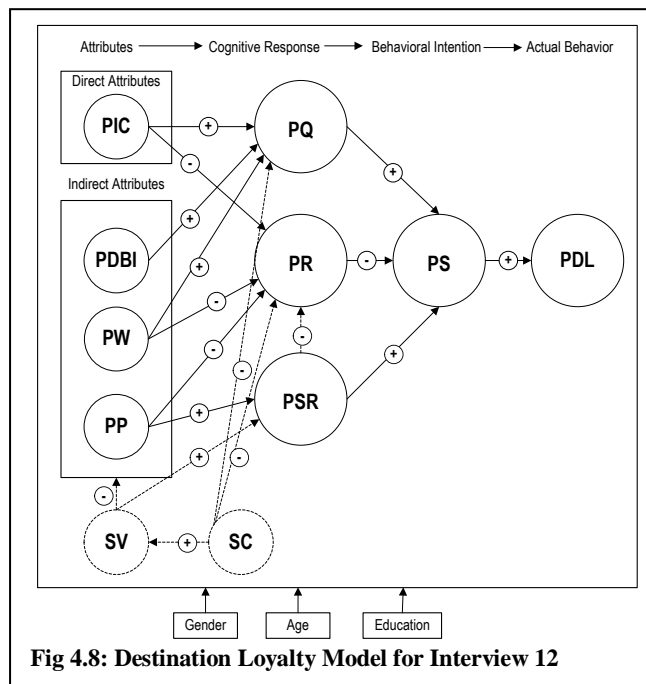 Attributes Cognitive Response Behavioral Intention Actual Behavior
Direct Attributes
PIC + PQ
-
+
Indirect Attributes
+
PDBI PR - PS + PDL
+
PW -
-
- -
PP + PSR +
+ -
-
SV + SC
Gender Age Education
Fig 4.8: Destination Loyalty Model for Interview 12